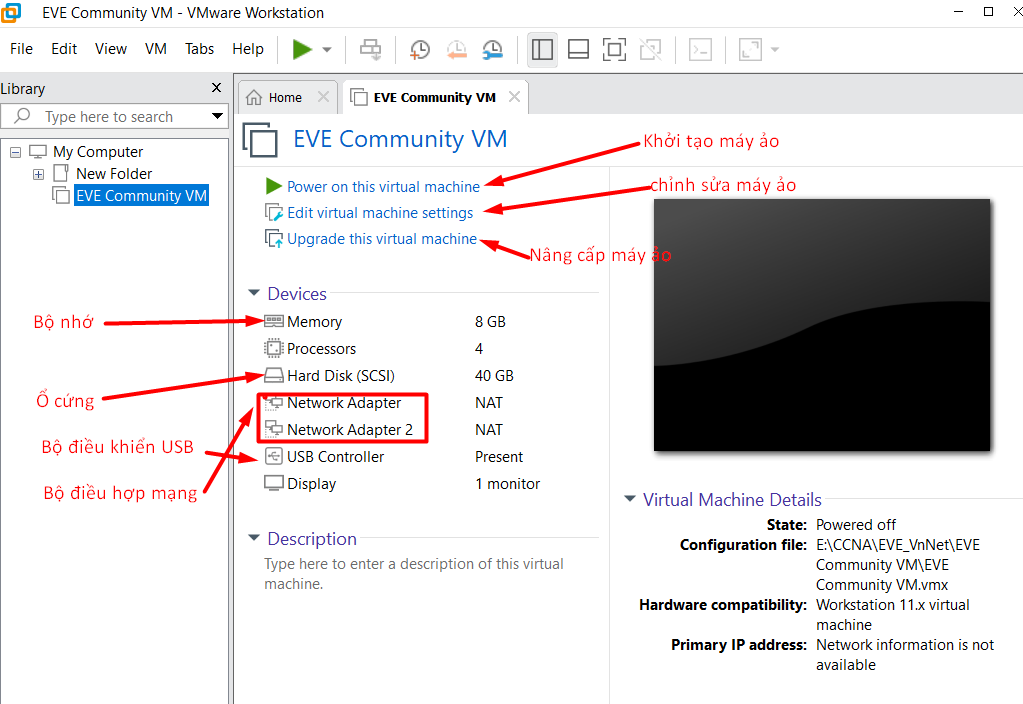 EVE Community VM - VMware Workstation
File Edit View VM Tabs Help
Library
Type here to search
My Computer
New Folder
EVE Community VM
Home
EVE Community VM
EVE Community VM
Khởi tạo máy ảo
Power on this virtual machine
chỉnh sửa máy ảo
Edit virtual machine settings
Upgrade this virtual machine
Nâng cấp máy ảo
Devices
Bộ nhớ
Memory 8 GB
Processors 4
Ổ cứng
Hard Disk (SCSI) 40 GB
Network Adapter NAT
Network Adapter 2 NAT
Bộ điều khiển USB
USB Controller Present
Bộ điều hợp mạng
Display 1 monitor
Description
Type here to enter a description of this virtual
machine.
Virtual Machine Details
State: Powered off
Configuration file: E:\CCNA\EVE_VnNet\EVE
Community VM\EVE
Community VM.vmx
Hardware compatibility: Workstation 11.x virtual
machine
Primary IP address: Network information is not
available